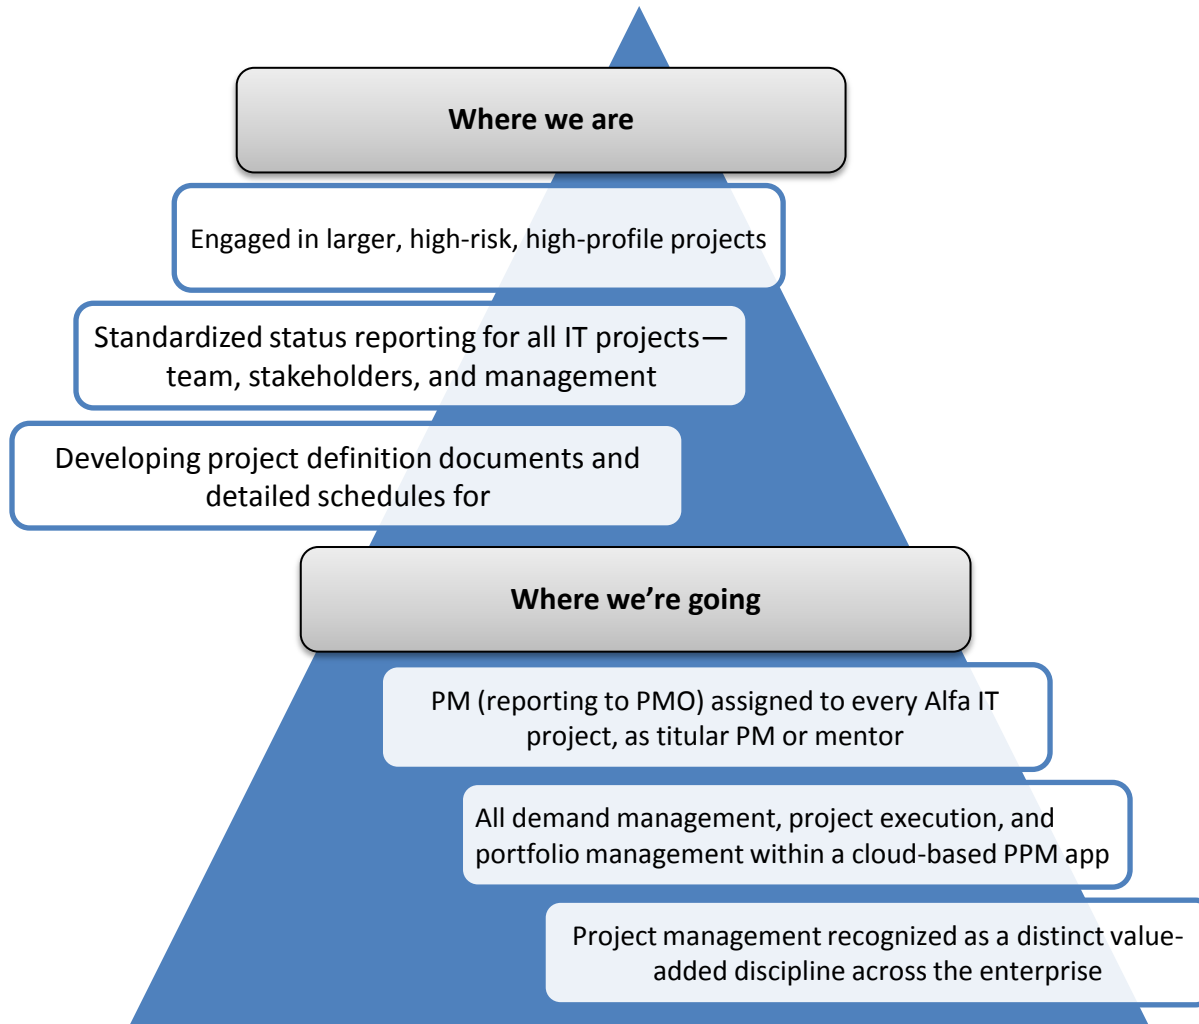 Where we are
Engaged in larger, high-risk, high-profile projects
Standardized status reporting for all IT projects—
team, stakeholders, and management
Developing project definition documents and
detailed schedules for
Where we’re going
PM (reporting to PMO) assigned to every Alfa IT
project, as titular PM or mentor
All demand management, project execution, and
portfolio management within a cloud-based PPM app
Project management recognized as a distinct value-
added discipline across the enterprise